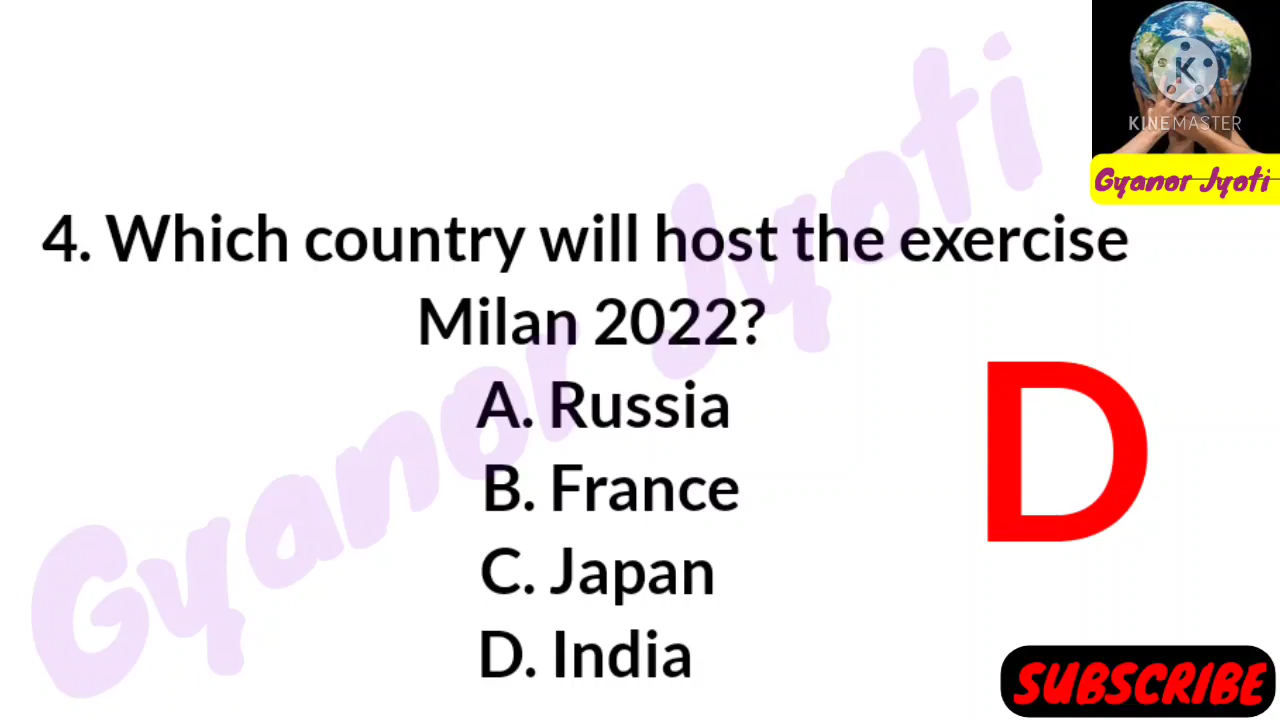 K
KINEMASTER
Gyanor Jyoti
4. Which country will host the exercise
Milan 2022?
A. Russia
B. France
C. Japan
D. India
D
Gyanor Jyoti
SUBSCRIBE